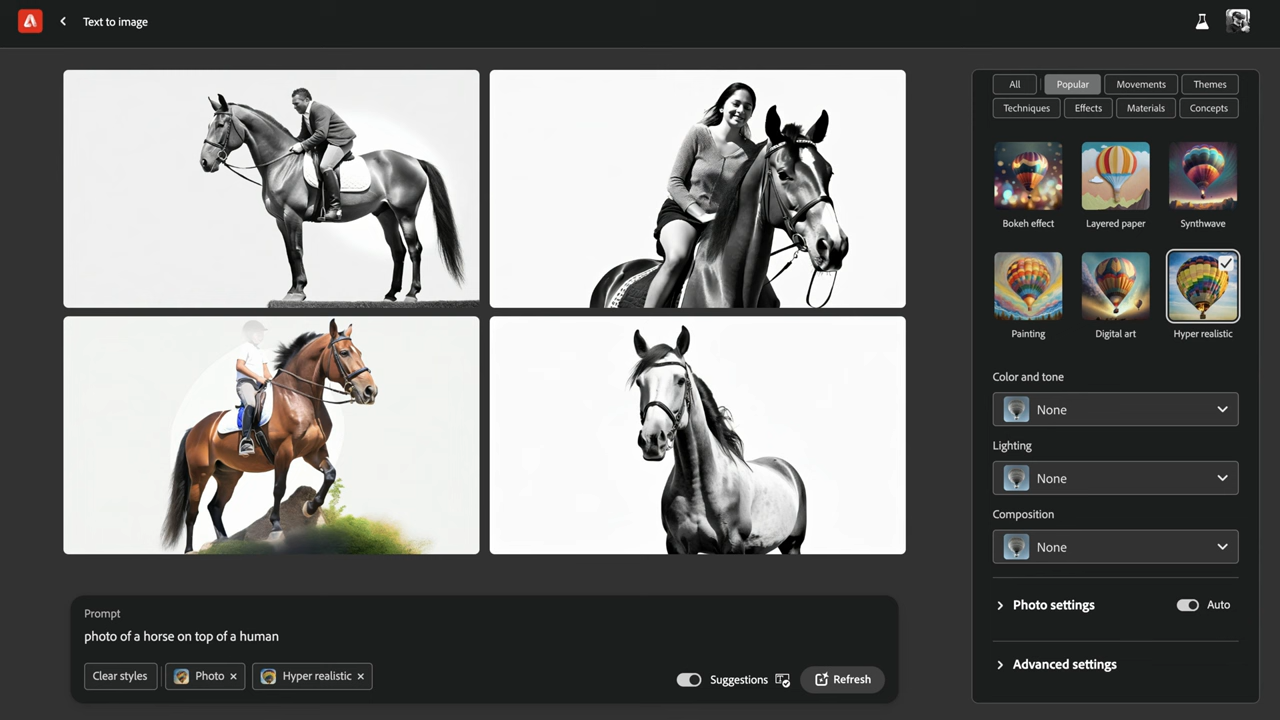 Text to image
All
Popular
Movements
Themes
Techniques
Effects
Materials
Concepts
Bokeh effect
Layered paper
Synthwave
Painting
Digital art
Hyper realistic
Color and tone
None
Lighting
None
Composition
None
Photo settings
Auto
Advanced settings
Prompt
photo of a horse on top of a human
Clear styles
Photo
Hyper realistic
Suggestions
Refresh